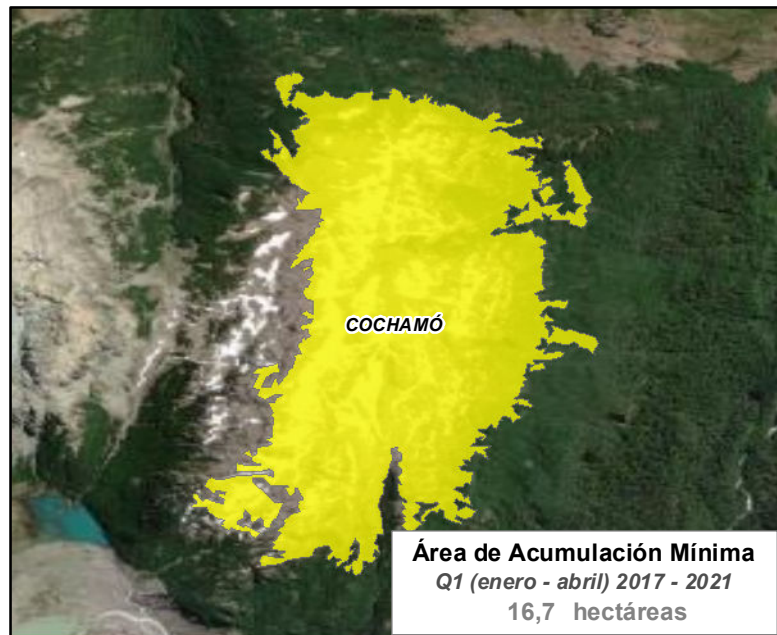 COCHAMÓ
Área de Acumulación Mínima
Q1 (enero - abril) 2017 - 2021
16,7 hectáreas